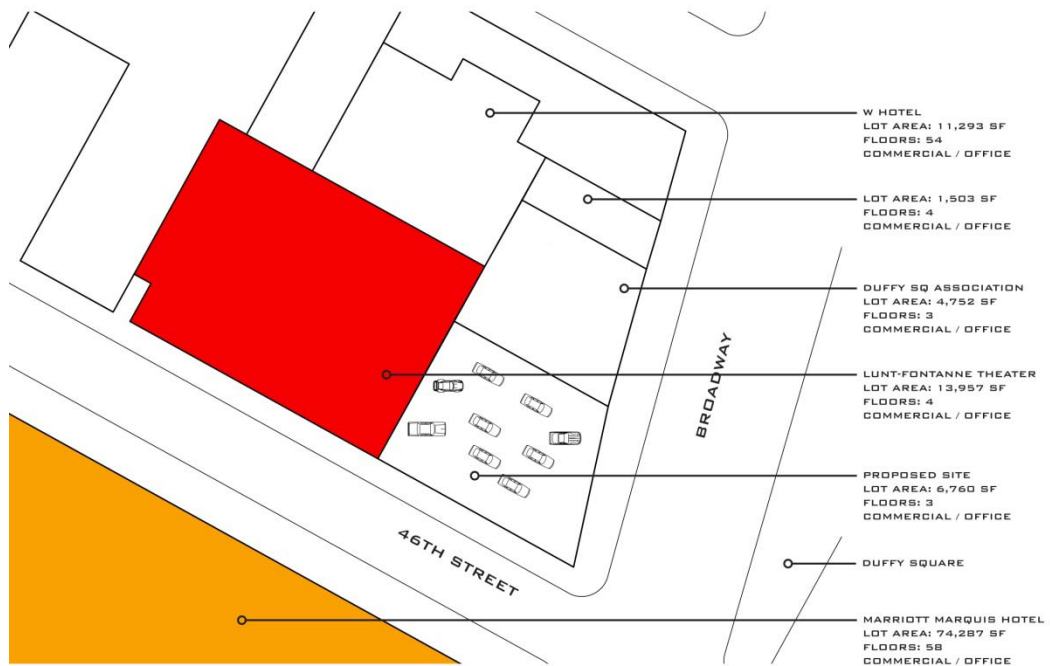 W HOTEL
LOT AREA: 11,293 SF
FLOORS: 54
COMMERCIAL / OFFICE
LOT AREA: 1,503 SF
FLOORS: 4
COMMERCIAL / OFFICE
DUFFY SQ ASSOCIATION
LOT AREA: 4,752 SF
FLOORS: 3
COMMERCIAL / OFFICE
BROADWAY
LUNT-FONTANNE THEATER
LOT AREA: 13,957 SF
FLOORS: 4
COMMERCIAL / OFFICE
PROPOSED SITE
LOT AREA: 6,760 SF
FLOORS: 3
COMMERCIAL / OFFICE
46TH STREET
DUFFY SQUARE
MARRIOTT MARQUIS HOTEL
LOT AREA: 74,287 SF
FLOORS: 58
COMMERCIAL / OFFICE